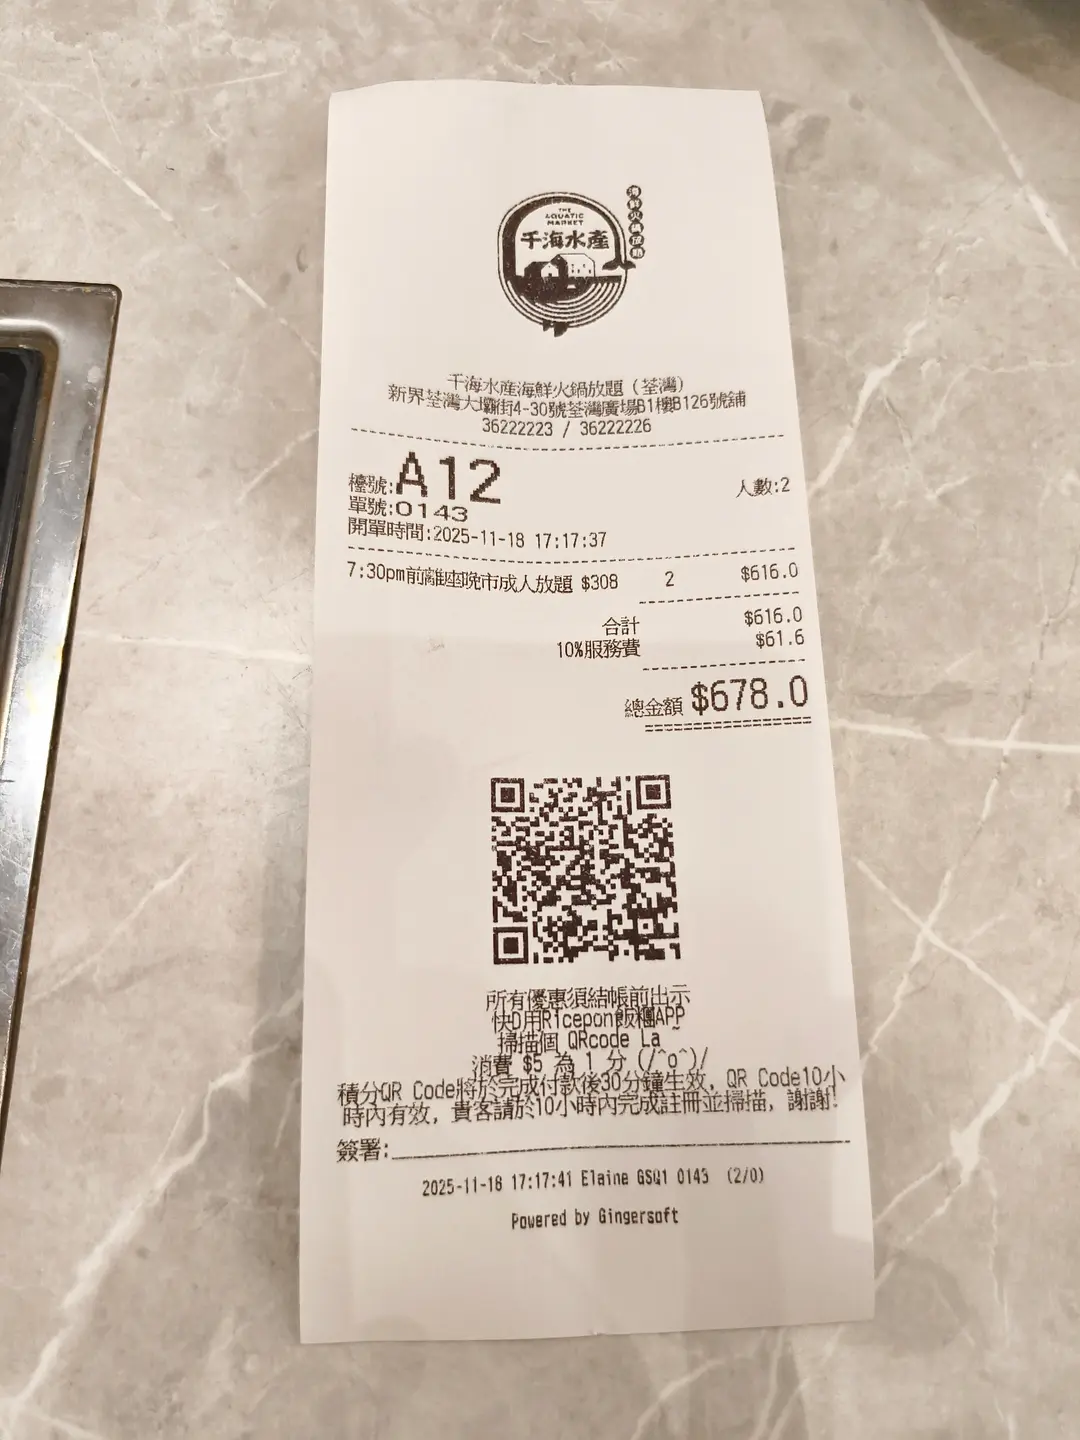 THE
AQUATIC
MARKET
千海水產
海鮮火鍋放題
千海水產海鮮火鍋放題 (荃灣)
新界荃灣大壩街4-30號荃灣廣場B1樓B126號舖
36222223 / 36222226
檯號:A12
人數:2
單號:0143
開單時間:2025-11-18 17:17:37
7:30pm前離座晚市成人放題 $308 2 $616.0
合計 $616.0
10%服務費 $61.6
總金額 $678.0
所有優惠須結帳前出示
快D用Ricepon飯糰APP
掃描個 QRcode La ~
消費 $5 為 1 分 (/^o^)/
積分QR Code將於完成付款後30分鐘生效, QR Code10小
時內有效, 貴客請於10小時內完成註冊並掃描, 謝謝!
簽署:
2025-11-18 17:17:41 Elaine GSQ1 0143 (2/0)
Powered by Gingersoft